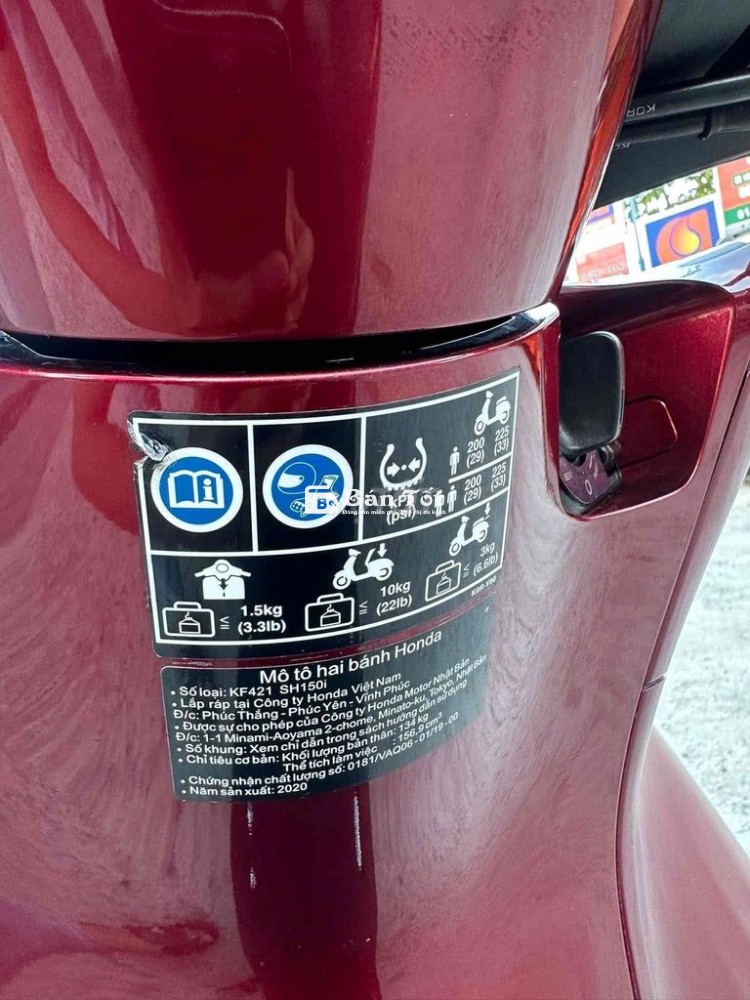 KOR
200 (29)
225 (33)
200 (29)
225 (33)
(psi)
Bán Tốt
≤ 1.5kg (3.3lb)
≤ 10kg (22lb)
≤ 3kg (6.6lb)
K0R-V00
Mô tô hai bánh Honda
• Số loại: KF421 SH150i
• Lắp ráp tại Công ty Honda Việt Nam
Đ/c: Phúc Thắng - Phúc Yên - Vĩnh Phúc
• Được sự cho phép của Công ty Honda Motor Nhật Bản
Đ/c: 1-1 Minami-Aoyama 2-chome, Minato-ku, Tokyo, Nhật Bản
• Số khung: Xem chỉ dẫn trong sách hướng dẫn sử dụng
• Chỉ tiêu cơ bản: Khối lượng bản thân: 134 kg
Thể tích làm việc : 156,9 cm³
• Chứng nhận chất lượng số: 0181/VAQ06 - 01/19 - 00
• Năm sản xuất: 2020